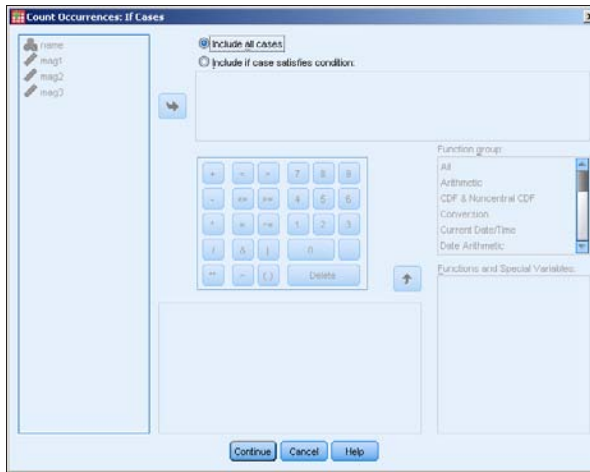 Count Occurrences: If Cases
name
mag1
mag2
mag3
Include all cases
Include if case satisfies condition:
Function group:
All
Arithmetic
CDF & Noncentral CDF
Conversion
Current Date/Time
Date Arithmetic
+ < > 7 8 9
- <= >= 4 5 6
* = ~= 1 2 3
/ & | 0 .
** ~ ( ) Delete
Functions and Special Variables:
Continue Cancel Help